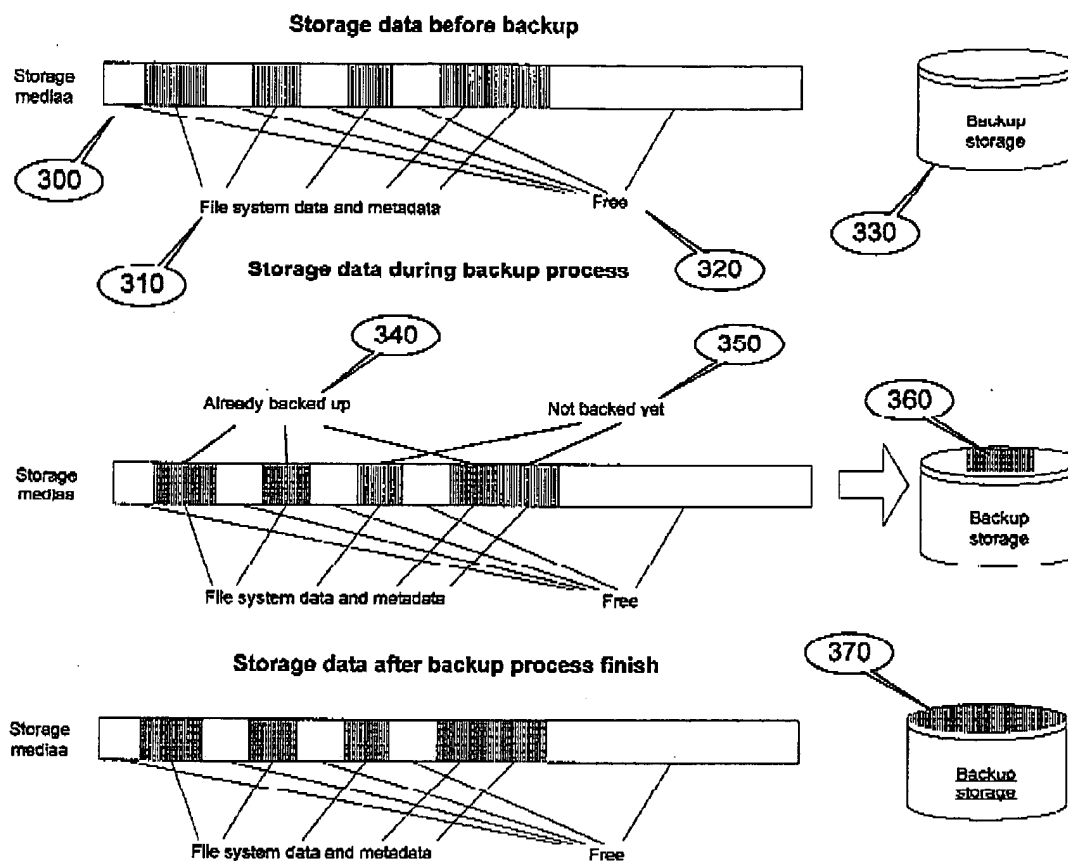 Storage data before backup
Storage
mediaa
Backup
storage
300
File system data and metadata
Free
330
310
Storage data during backup process
320
340
350
Already backed up
Not backed yet
360
Storage
mediaa
Backup
storage
File system data and metadata
Free
Storage data after backup process finish
370
Storage
mediaa
Backup
storage
File system data and metadata
Free